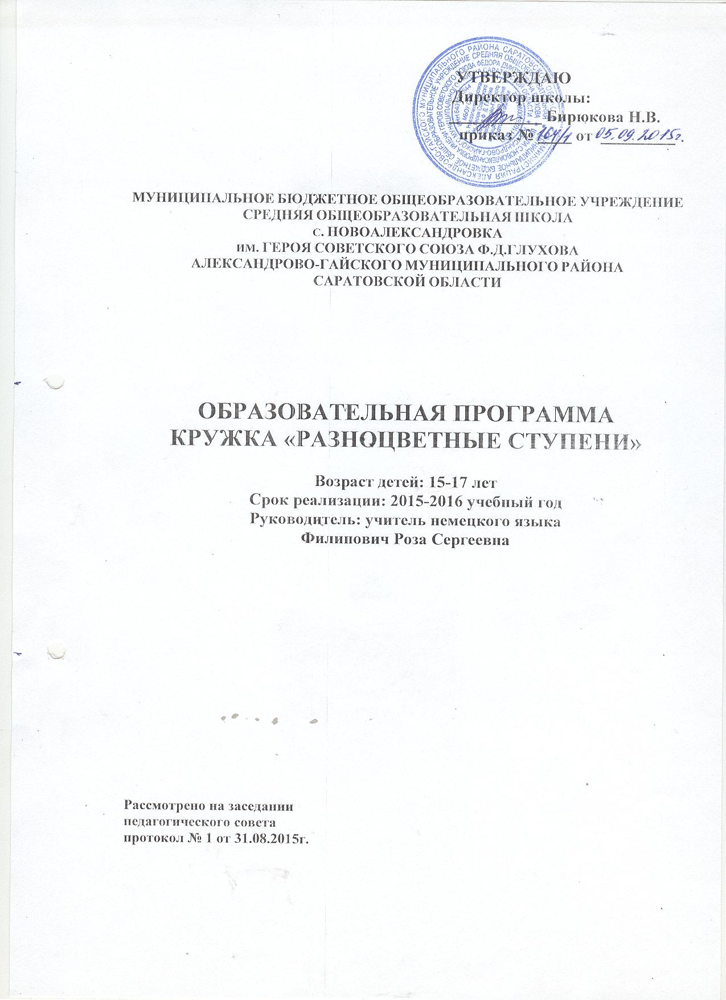 УТВЕРЖДАЮ
Директор школы:
__________ Бирюкова Н.В.
приказ № 164/1 от 05.09.2015г.
МУНИЦИПАЛЬНОЕ БЮДЖЕТНОЕ ОБЩЕОБРАЗОВАТЕЛЬНОЕ УЧРЕЖДЕНИЕ
СРЕДНЯЯ ОБЩЕОБРАЗОВАТЕЛЬНАЯ ШКОЛА
с. НОВОАЛЕКСАНДРОВКА
им. ГЕРОЯ СОВЕТСКОГО СОЮЗА Ф.Д.ГЛУХОВА
АЛЕКСАНДРОВО-ГАЙСКОГО МУНИЦИПАЛЬНОГО РАЙОНА
САРАТОВСКОЙ ОБЛАСТИ
ОБРАЗОВАТЕЛЬНАЯ ПРОГРАММА
КРУЖКА «РАЗНОЦВЕТНЫЕ СТУПЕНИ»
Возраст детей: 15-17 лет
Срок реализации: 2015-2016 учебный год
Руководитель: учитель немецкого языка
Филипович Роза Сергеевна
Рассмотрено на заседании
педагогического совета
протокол № 1 от 31.08.2015г.